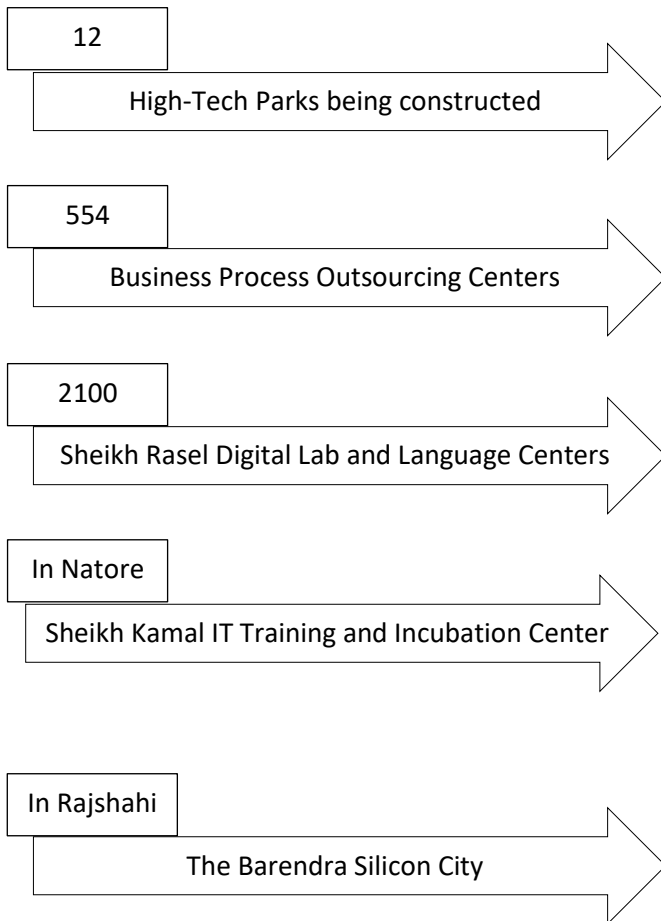 12
High-Tech Parks being constructed
554
Business Process Outsourcing Centers
2100
Sheikh Rasel Digital Lab and Language Centers
In Natore
Sheikh Kamal IT Training and Incubation Center
In Rajshahi
The Barendra Silicon City